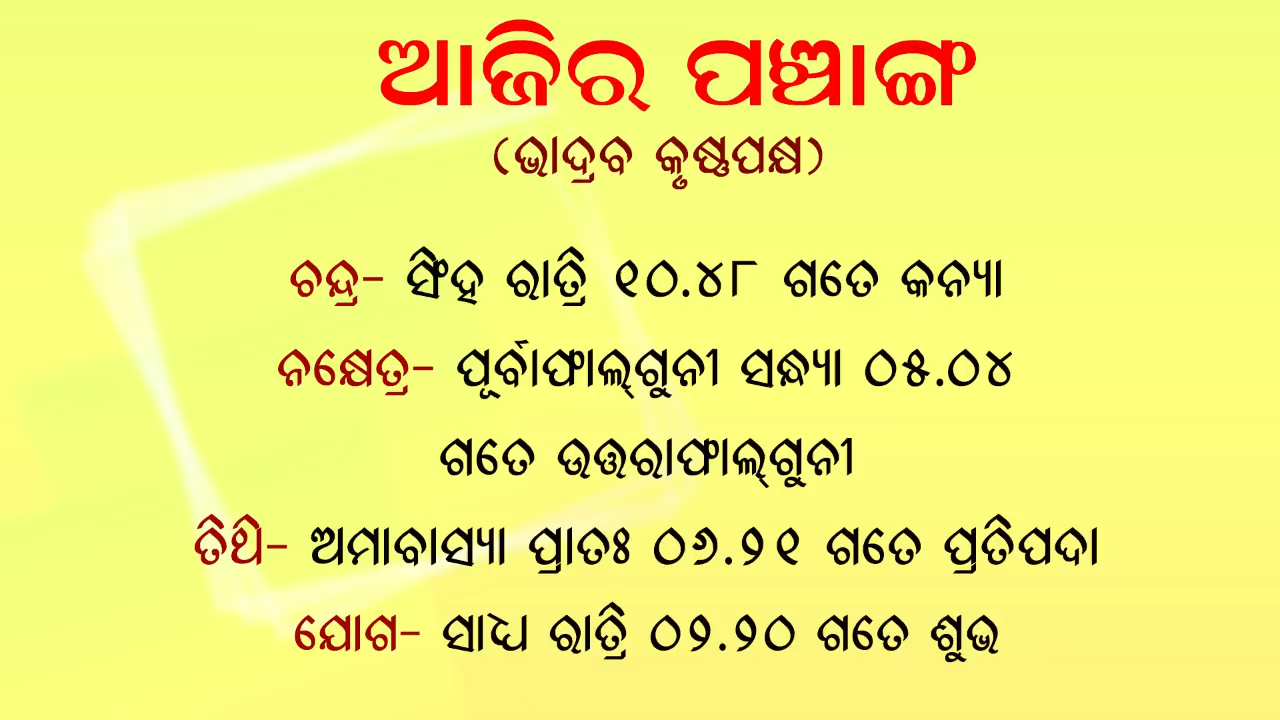 ଆଜିର ପଞ୍ଚାଙ୍ଗ
(ଭାଦ୍ରବ କୃଷ୍ଣପକ୍ଷ)
ଚନ୍ଦ୍ର- ସିଂହ ରାତ୍ରି ୧୦.୪୮ ଗତେ କନ୍ୟା
ନକ୍ଷେତ୍ର- ପୂର୍ବାଫାଲ୍‌ଗୁନୀ ସନ୍ଧ୍ୟା ୦୫.୦୪
ଗତେ ଉତ୍ତରାଫାଲ୍‌ଗୁନୀ
ତିଥି- ଅମାବାସ୍ୟା ପ୍ରାତଃ ୦୬.୨୧ ଗତେ ପ୍ରତିପଦା
ଯୋଗ- ସାଧ୍ୟ ରାତ୍ରି ୦୨.୨୦ ଗତେ ଶୁଭ